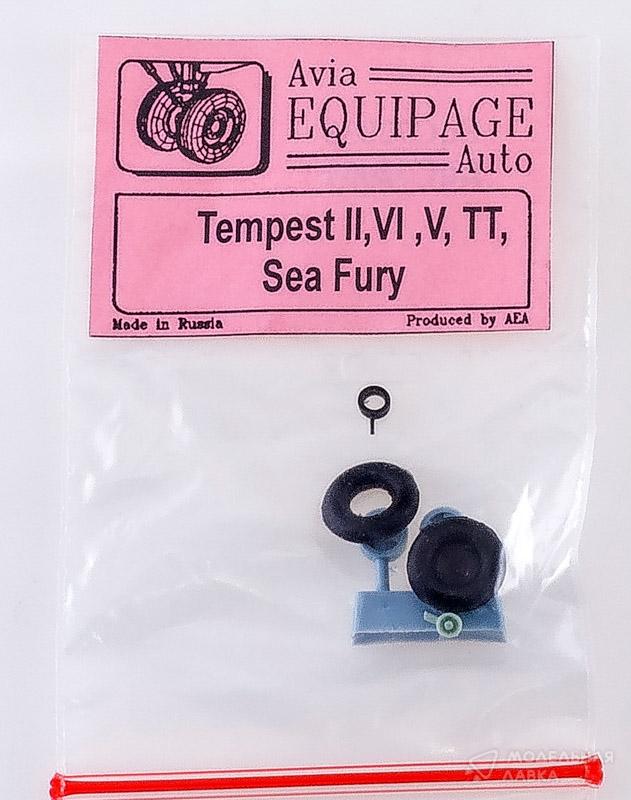 Avia
EQUIPAGE
Auto
Tempest II,VI ,V, TT,
Sea Fury
Made in Russia
Produced by AEA
МОДЕЛЬНАЯ
ЛАВКА